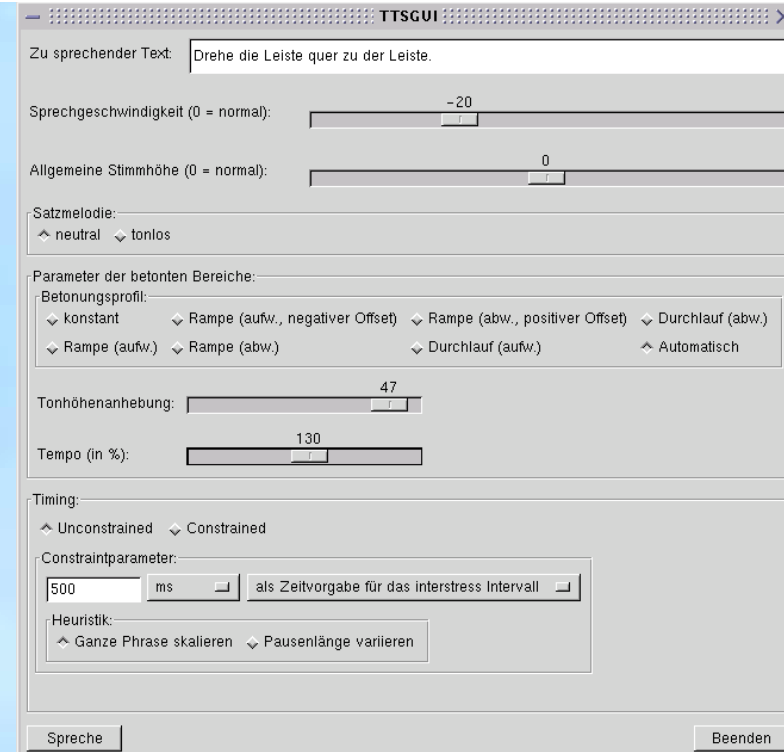 TTSGUI
Zu sprechender Text: Drehe die Leiste quer zu der Leiste.
-20
Sprechgeschwindigkeit (0 = normal):
0
Allgemeine Stimmhöhe (0 = normal):
Satzmelodie:
neutral tonlos
Parameter der betonten Bereiche:
Betonungsprofil:
konstant Rampe (aufw., negativer Offset) Rampe (abw., positiver Offset) Durchlauf (abw.)
Rampe (aufw.) Rampe (abw.) Durchlauf (aufw.) Automatisch
47
Tonhöhenanhebung:
130
Tempo (in %):
Timing:
Unconstrained Constrained
Constraintparameter:
500 ms als Zeitvorgabe für das interstress Intervall
Heuristik:
Ganze Phrase skalieren Pausenlänge variieren
Spreche Beenden